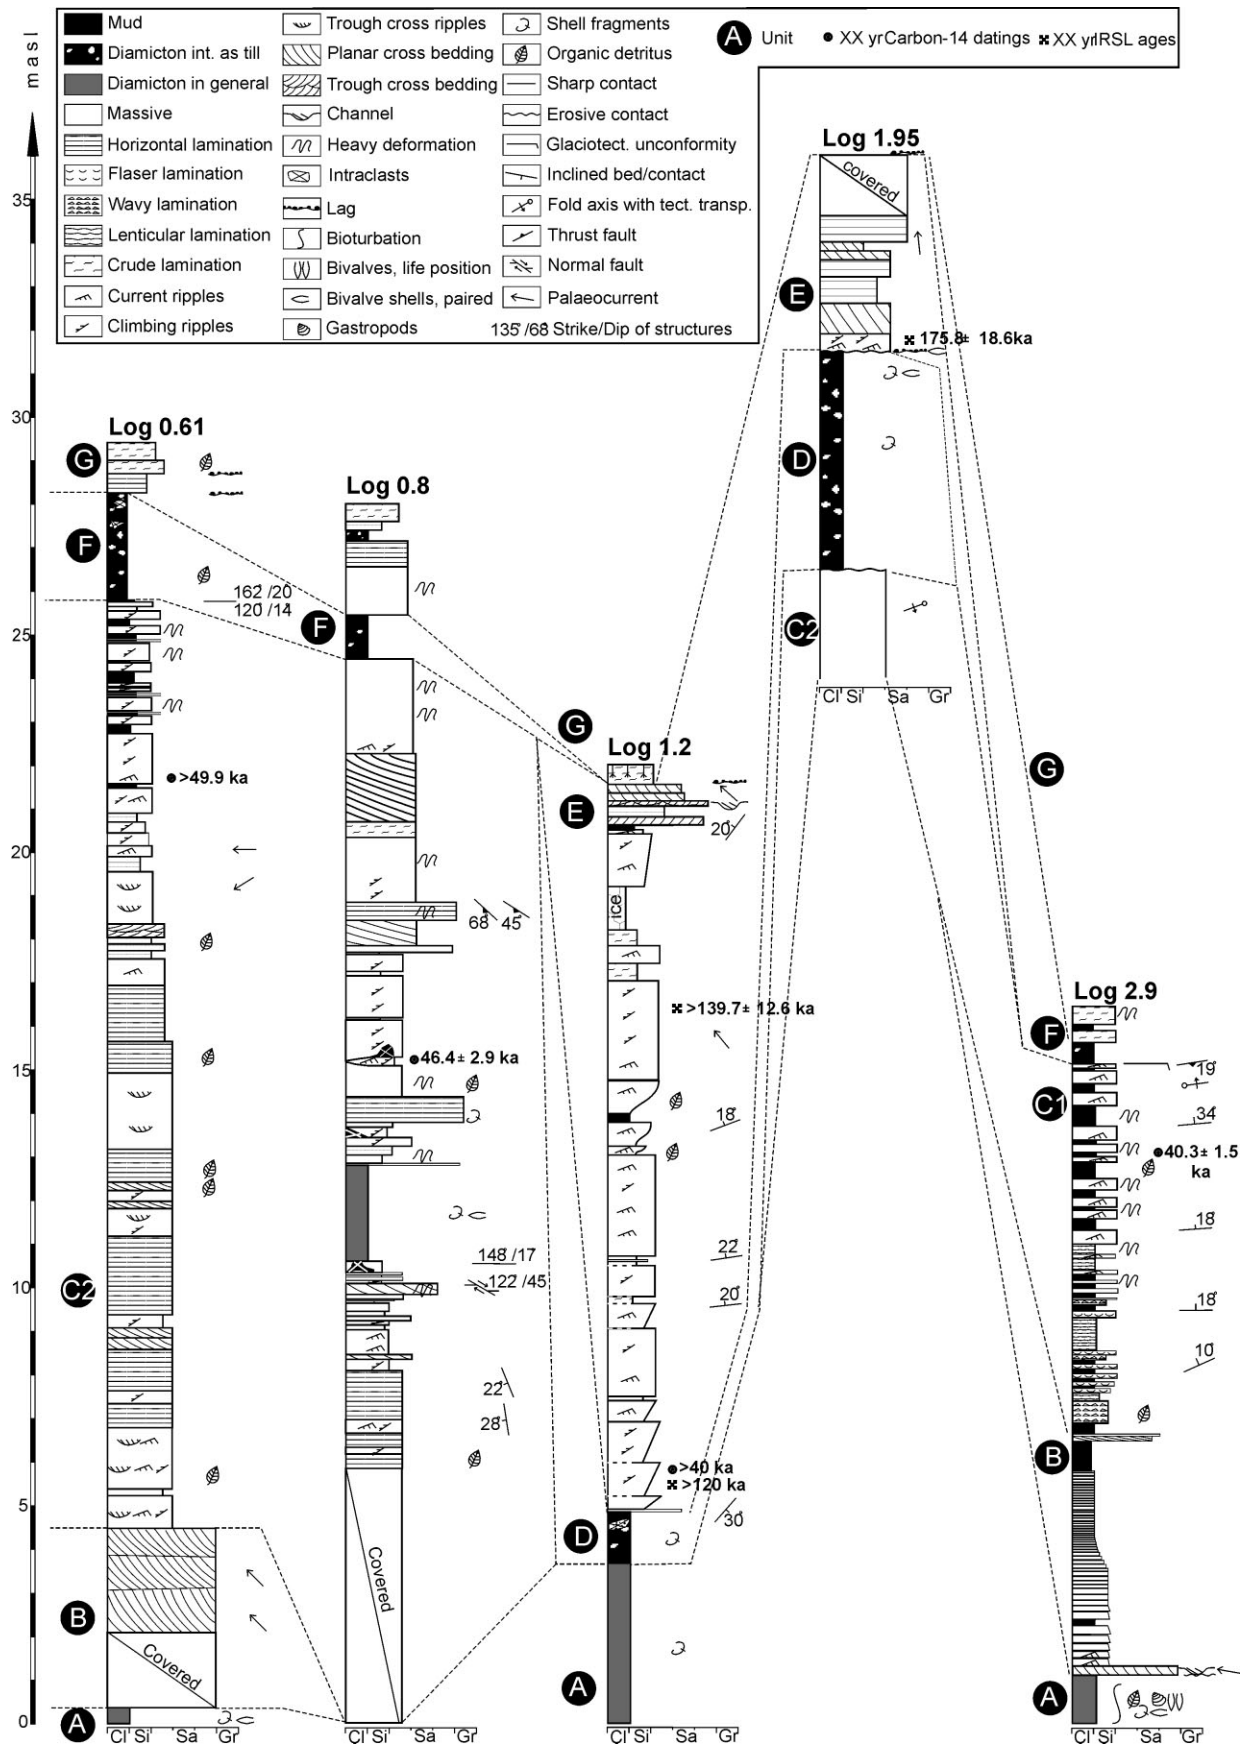 Mud
Diamicton int. as till
Diamicton in general
Massive
Horizontal lamination
Flaser lamination
Wavy lamination
Lenticular lamination
Crude lamination
Current ripples
Climbing ripples
Trough cross ripples
Planar cross bedding
Trough cross bedding
Channel
Heavy deformation
Intraclasts
Lag
Bioturbation
Bivalves, life position
Bivalve shells, paired
Gastropods
Shell fragments
Organic detritus
Sharp contact
Erosive contact
Glaciotect. unconformity
Inclined bed/contact
Fold axis with tect. transp.
Thrust fault
Normal fault
Palaeocurrent
135°/68 Strike/Dip of structures
A Unit
XX yrCarbon-14 datings
XX yrIRSL ages
masl
35
30
25
20
15
10
5
0
Log 0.61
G
F
162°/20°
120°/14°
>49.9 ka
C2
B
Covered
A
Cl Si Sa Gr
Log 0.8
F
68° 45°
46.4± 2.9 ka
148°/17
122°/45
22°
28°
Covered
Cl Si Sa Gr
G
Log 1.2
E
20°
ice
>139.7± 12.6 ka
18°
22°
20°
>40 ka
>120 ka
30°
D
A
Cl Si Sa Gr
Log 1.95
covered
E
175.8± 18.6ka
D
C2
Cl Si Sa Gr
G
Log 2.9
F
19°
C1
34°
40.3± 1.5
ka
18°
18°
10°
B
A
Cl Si Sa Gr